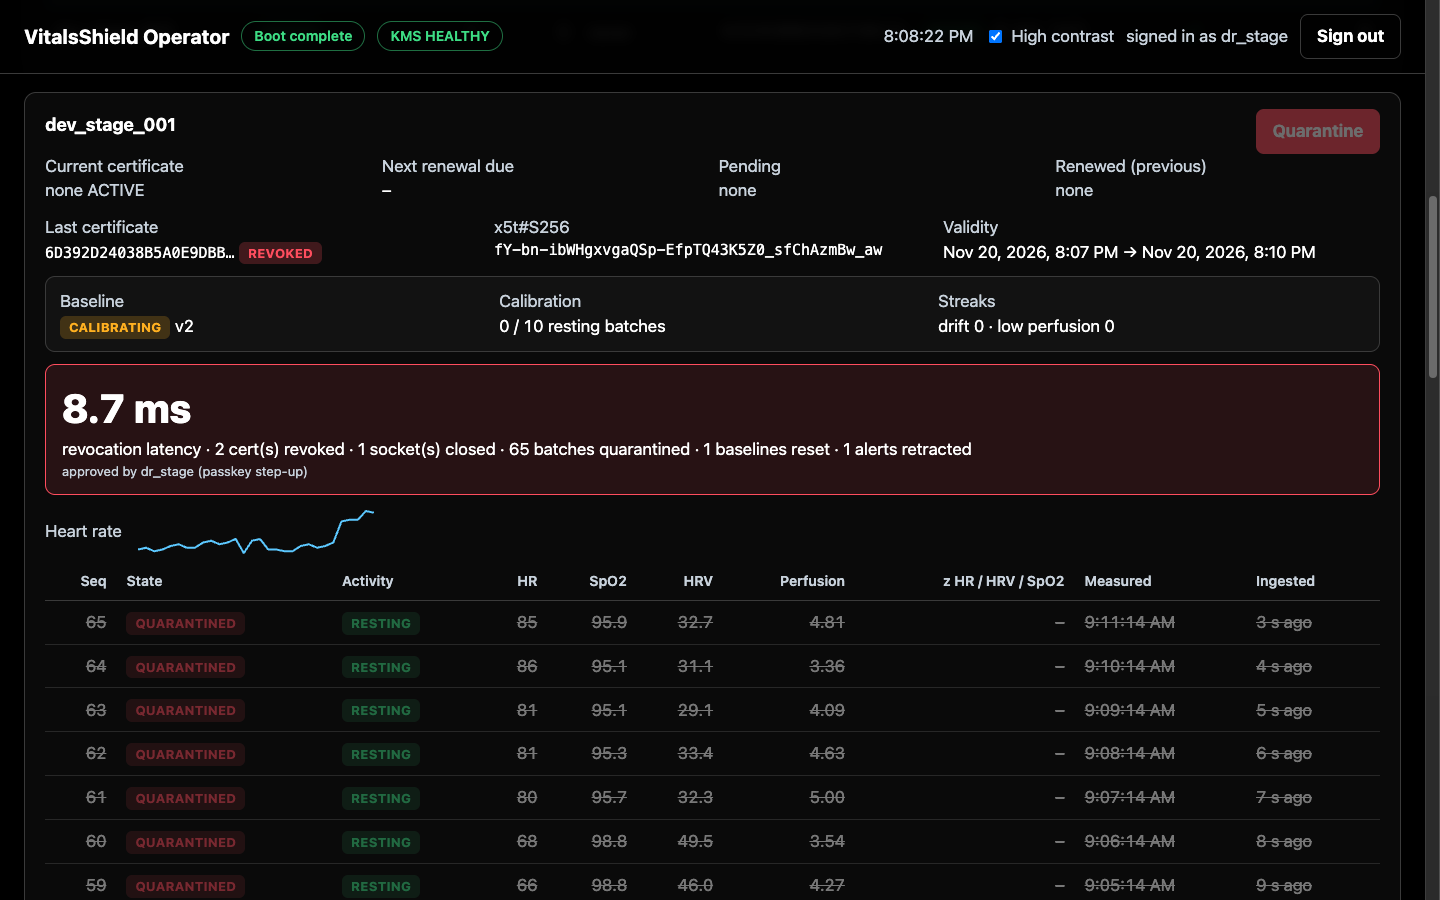 VitalsShield Operator Boot complete KMS HEALTHY 8:08:22 PM High contrast signed in as dr_stage Sign out
dev_stage_001 Quarantine
Current certificate Next renewal due Pending Renewed (previous)
none ACTIVE – none none
Last certificate x5t#S256 Validity
6D392D24038B5A0E9DBB… REVOKED fY-bn-ibWHgxvgaQSp-EfpTQ43K5Z0_sfChAzmBw_aw Nov 20, 2026, 8:07 PM → Nov 20, 2026, 8:10 PM
Baseline Calibration Streaks
CALIBRATING v2 0 / 10 resting batches drift 0 · low perfusion 0
8.7 ms
revocation latency · 2 cert(s) revoked · 1 socket(s) closed · 65 batches quarantined · 1 baselines reset · 1 alerts retracted
approved by dr_stage (passkey step-up)
Heart rate
Seq State Activity HR SpO2 HRV Perfusion z HR / HRV / SpO2 Measured Ingested
65 QUARANTINED RESTING 85 95.9 32.7 4.81 – 9:11:14 AM 3 s ago
64 QUARANTINED RESTING 86 95.1 31.1 3.36 – 9:10:14 AM 4 s ago
63 QUARANTINED RESTING 81 95.1 29.1 4.09 – 9:09:14 AM 5 s ago
62 QUARANTINED RESTING 81 95.3 33.4 4.63 – 9:08:14 AM 6 s ago
61 QUARANTINED RESTING 80 95.7 32.3 5.00 – 9:07:14 AM 7 s ago
60 QUARANTINED RESTING 68 98.8 49.5 3.54 – 9:06:14 AM 8 s ago
59 QUARANTINED RESTING 66 98.8 46.0 4.27 – 9:05:14 AM 9 s ago